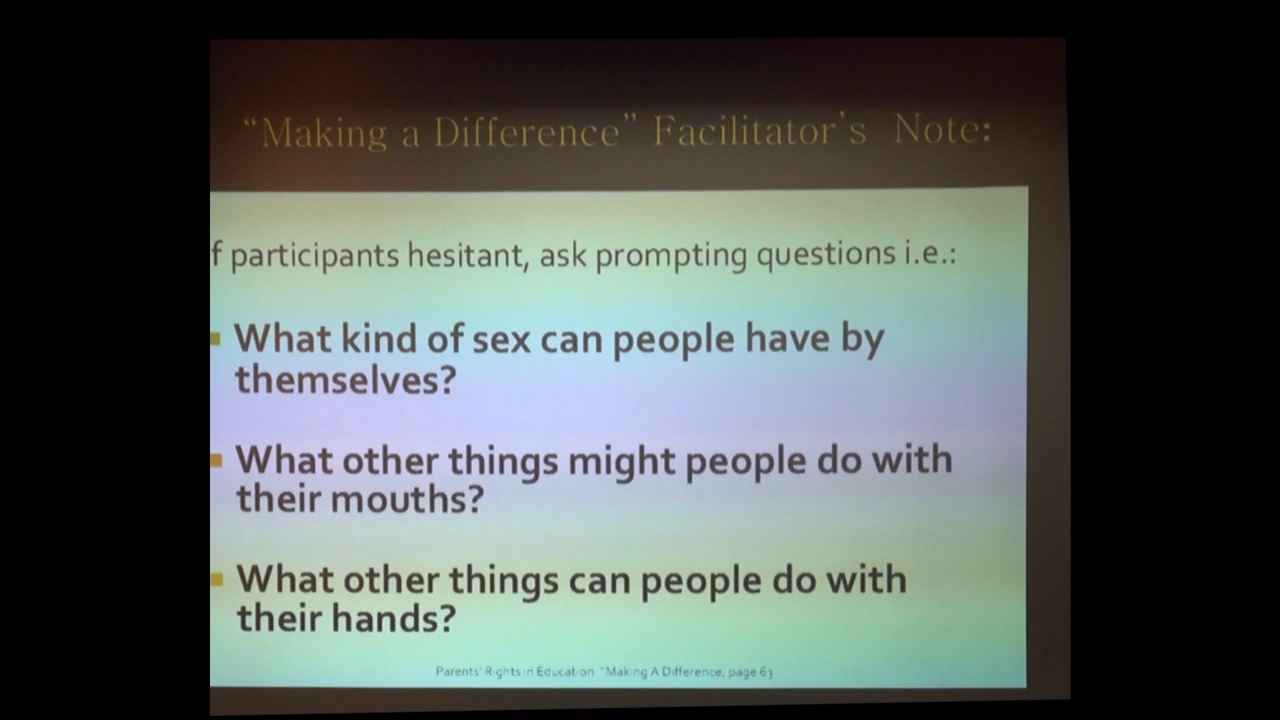 "Making a Difference" Facilitator's Note:
f participants hesitant, ask prompting questions i.e.:
What kind of sex can people have by
themselves?
What other things might people do with
their mouths?
What other things can people do with
their hands?
Parents' Rights in Education "Making A Difference, page 63